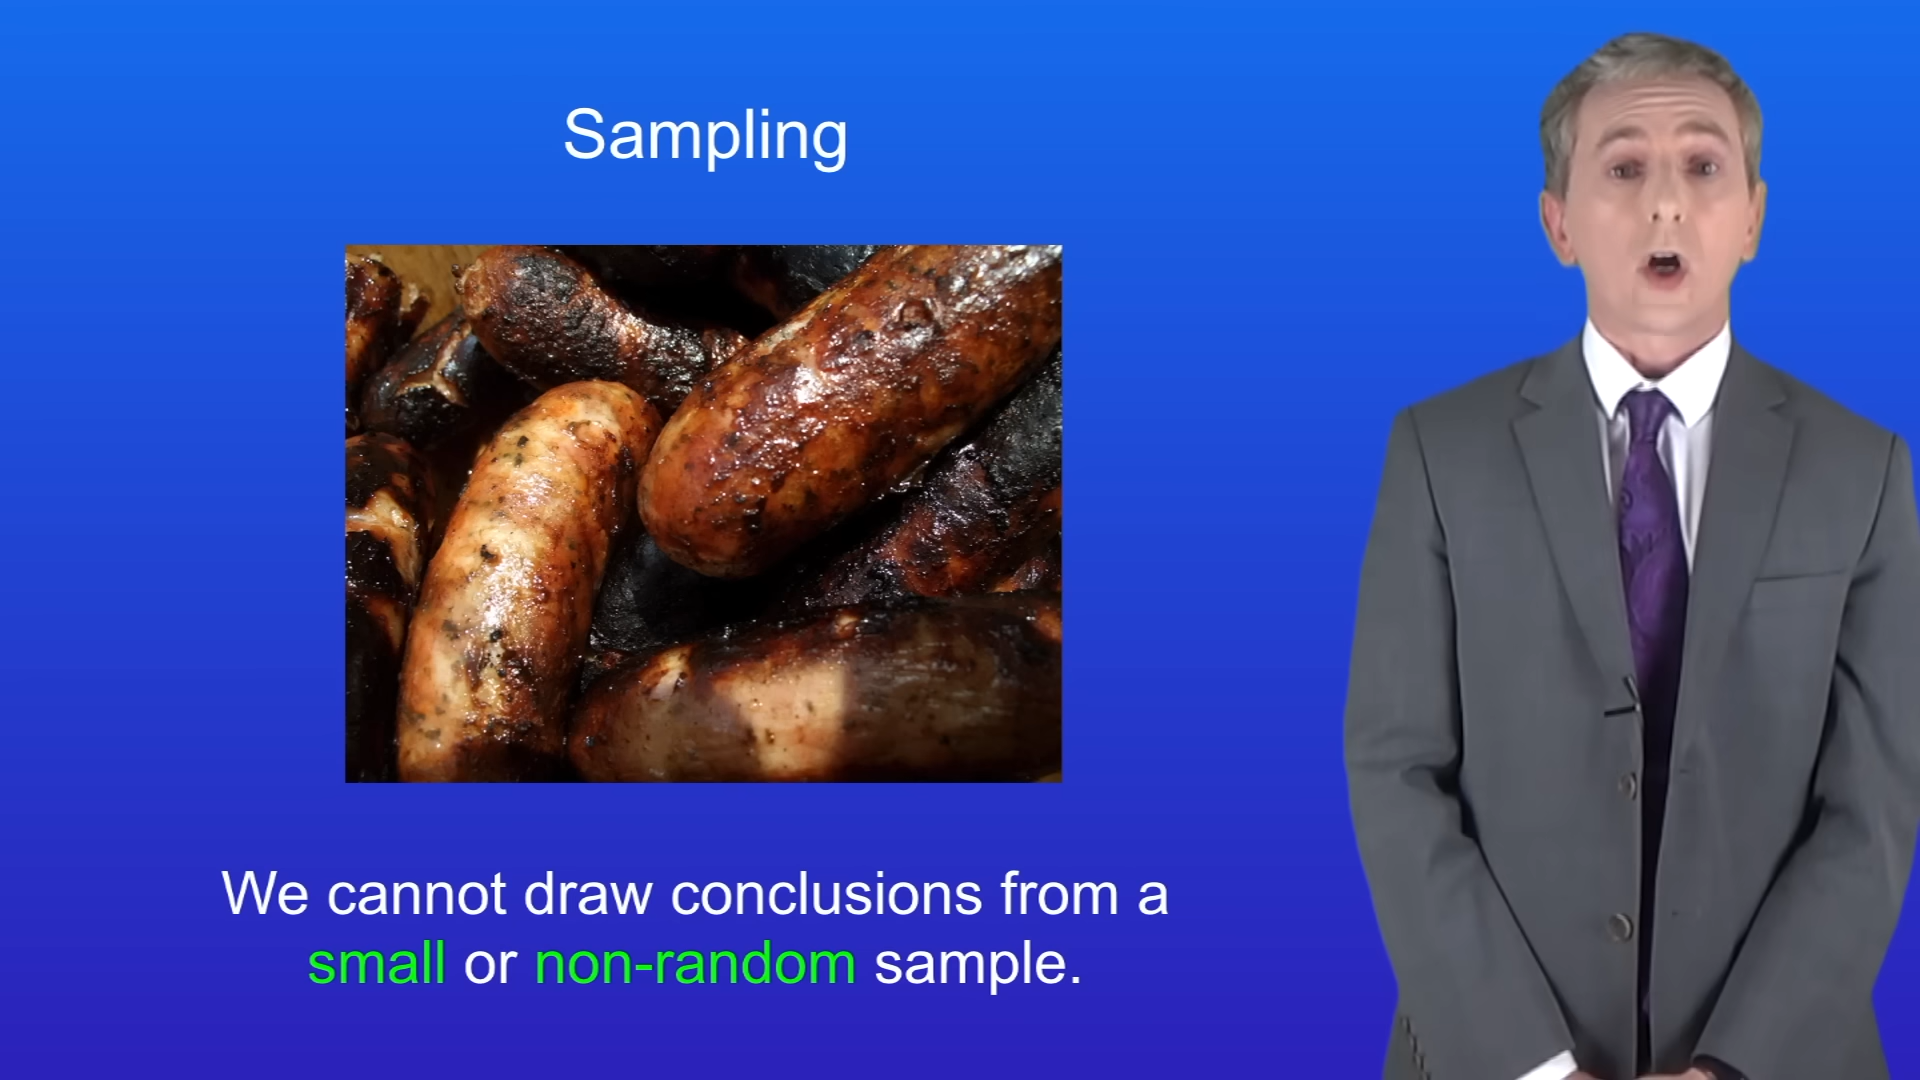 Sampling
We cannot draw conclusions from a
small or non-random sample.